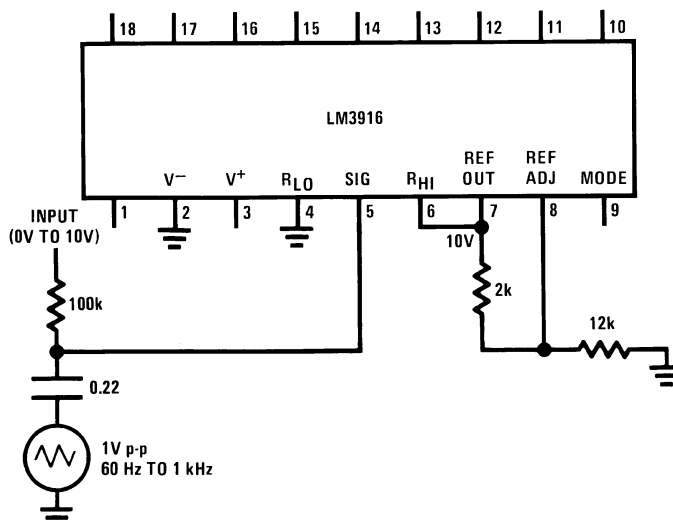 18 17 16 15 14 13 12 11 10
LM3916
REF REF
V− V+ RLO SIG RHI OUT ADJ MODE
1 2 3 4 5 6 7 8 9
INPUT
(0V TO 10V)
10V
100k
2k
12k
0.22
1V p-p
60 Hz TO 1 kHz